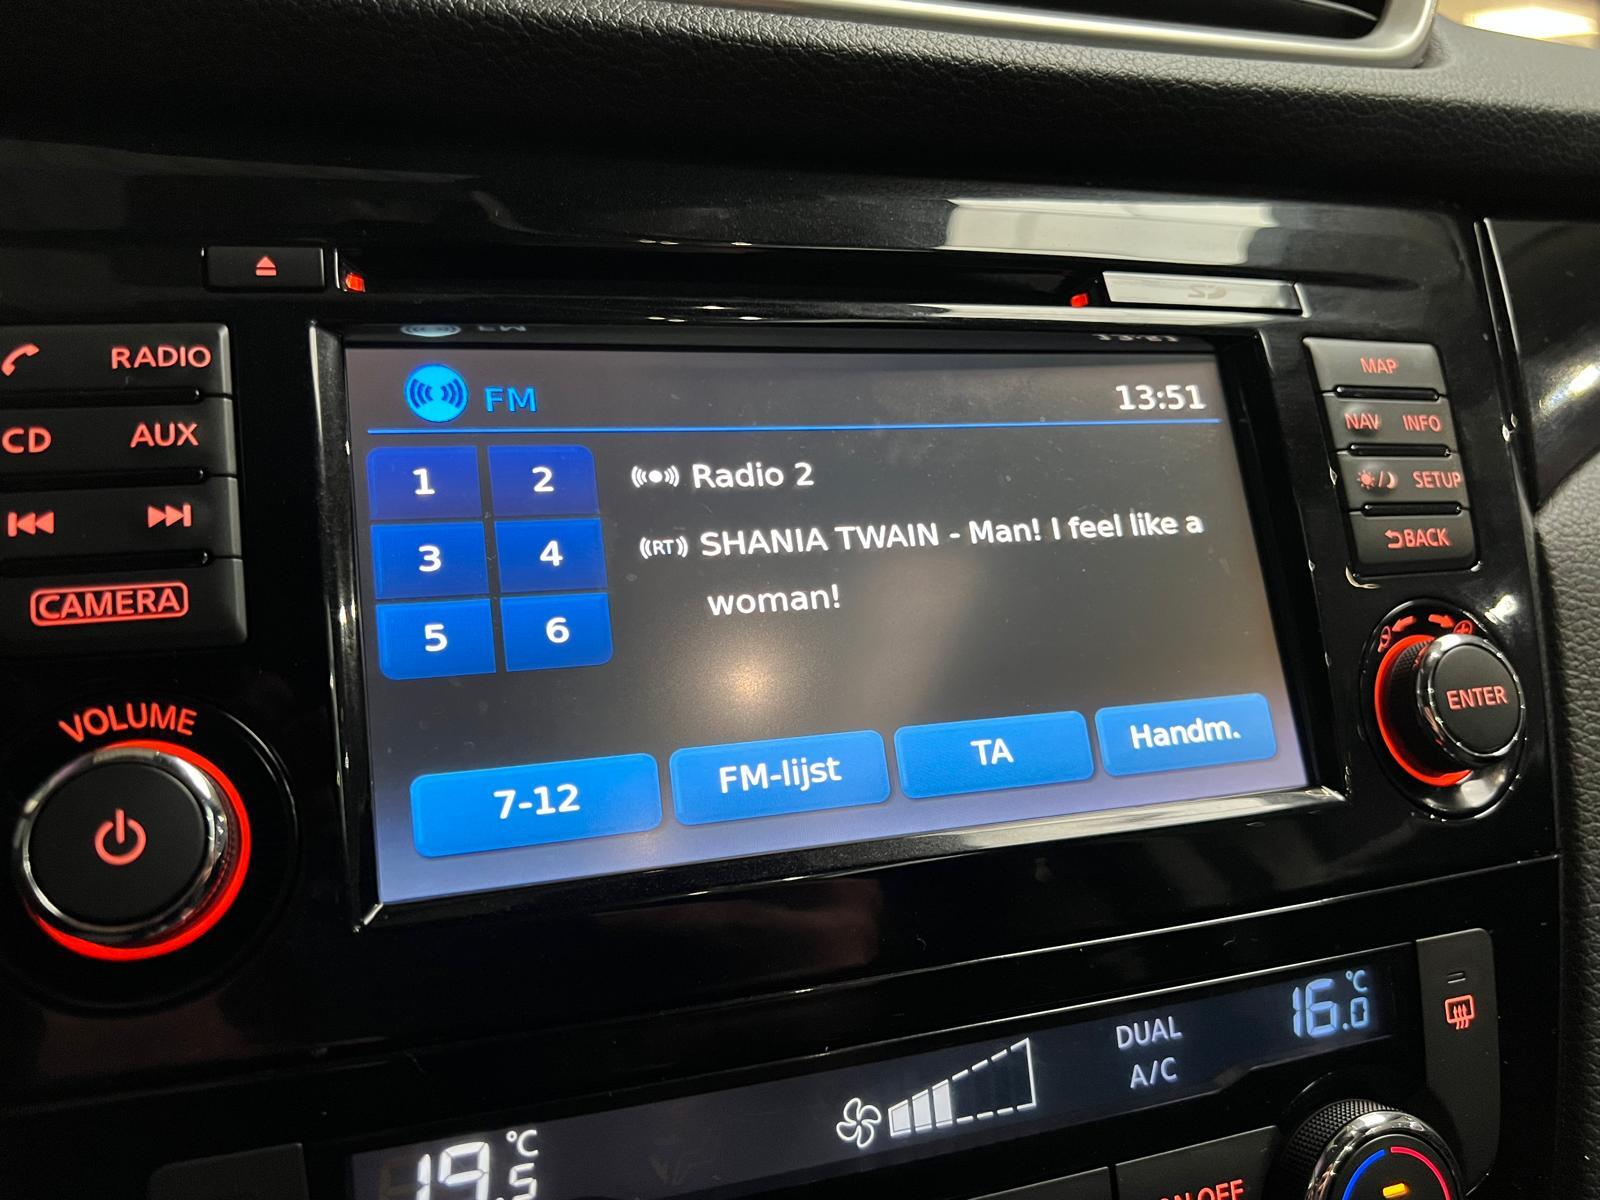 SD
RADIO
CD AUX
CAMERA
VOLUME
FM 13:51
1 2
3 4
5 6
Radio 2
RT SHANIA TWAIN - Man! I feel like a
woman!
7-12 FM-lijst TA Handm.
MAP
NAV INFO
SETUP
BACK
ENTER
DUAL
A/C
16.0 °C
19.5 °C